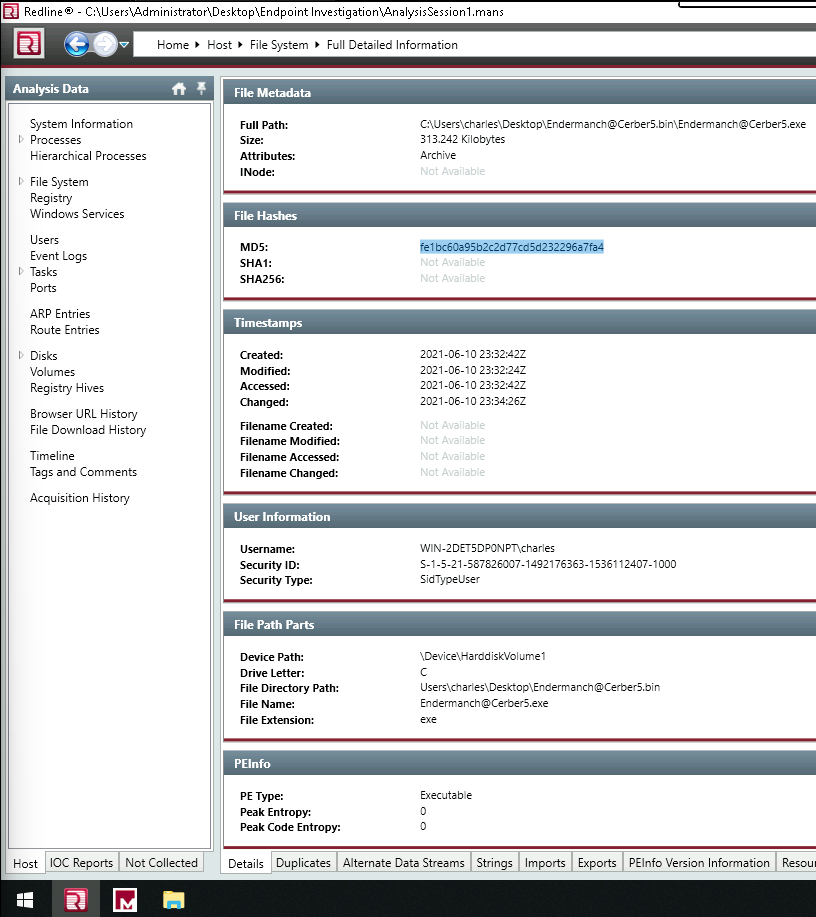 Redline® - C:\Users\Administrator\Desktop\Endpoint Investigation\AnalysisSession1.mans
Home Host File System Full Detailed Information
Analysis Data
System Information
Processes
Hierarchical Processes
File System
Registry
Windows Services
Users
Event Logs
Tasks
Ports
ARP Entries
Route Entries
Disks
Volumes
Registry Hives
Browser URL History
File Download History
Timeline
Tags and Comments
Acquisition History
Host IOC Reports Not Collected
File Metadata
Full Path: C:\Users\charles\Desktop\Endermanch@Cerber5.bin\Endermanch@Cerber5.exe
Size: 313.242 Kilobytes
Attributes: Archive
INode: Not Available
File Hashes
MD5: fe1bc60a95b2c2d77cd5d232296a7fa4
SHA1: Not Available
SHA256: Not Available
Timestamps
Created: 2021-06-10 23:32:42Z
Modified: 2021-06-10 23:32:24Z
Accessed: 2021-06-10 23:32:42Z
Changed: 2021-06-10 23:34:26Z
Filename Created: Not Available
Filename Modified: Not Available
Filename Accessed: Not Available
Filename Changed: Not Available
User Information
Username: WIN-2DET5DP0NPT\charles
Security ID: S-1-5-21-587826007-1492176363-1536112407-1000
Security Type: SidTypeUser
File Path Parts
Device Path: \Device\HarddiskVolume1
Drive Letter: C
File Directory Path: Users\charles\Desktop\Endermanch@Cerber5.bin
File Name: Endermanch@Cerber5.exe
File Extension: exe
PEInfo
PE Type: Executable
Peak Entropy: 0
Peak Code Entropy: 0
Details Duplicates Alternate Data Streams Strings Imports Exports PEInfo Version Information Resou